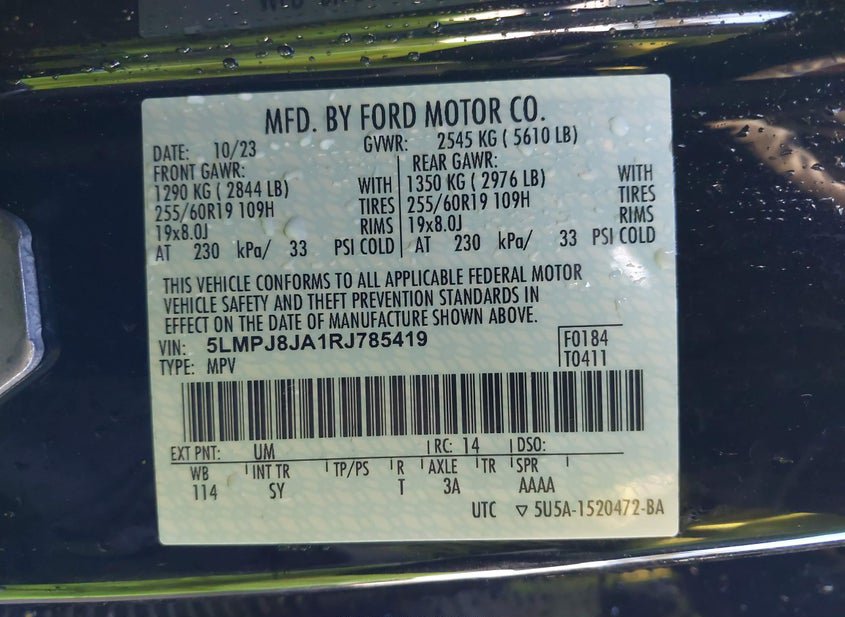 MFD. BY FORD MOTOR CO.
DATE: 10/23 GVWR: 2545 KG ( 5610 LB)
FRONT GAWR: REAR GAWR:
1290 KG ( 2844 LB) WITH 1350 KG ( 2976 LB) WITH
255/60R19 109H TIRES 255/60R19 109H TIRES
19x8.0J RIMS 19x8.0J RIMS
AT 230 kPa/ 33 PSI COLD AT 230 kPa/ 33 PSI COLD
THIS VEHICLE CONFORMS TO ALL APPLICABLE FEDERAL MOTOR
VEHICLE SAFETY AND THEFT PREVENTION STANDARDS IN
EFFECT ON THE DATE OF MANUFACTURE SHOWN ABOVE.
VIN: 5LMPJ8JA1RJ785419 F0184
TYPE: MPV T0411
EXT PNT: UM RC: 14 DSO:
WB INT TR TP/PS R AXLE TR SPR
114 SY T 3A AAAA
UTC ▽ 5U5A-1520472-BA